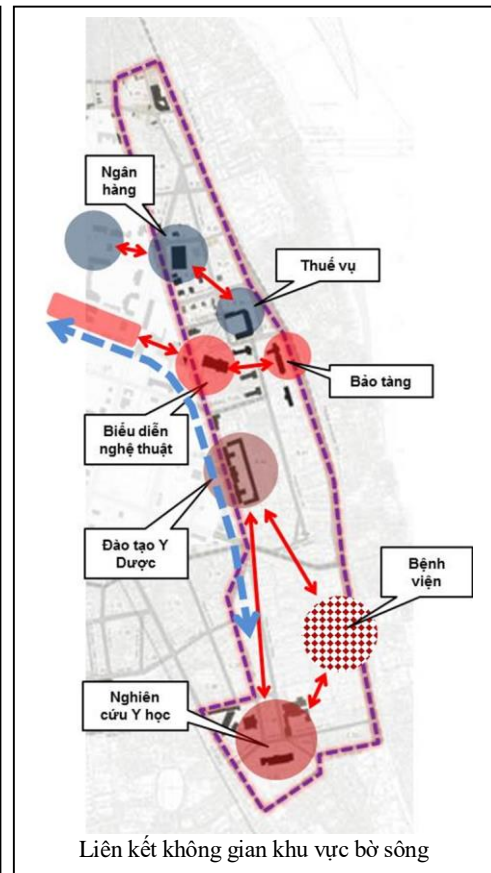 Ngân
hàng
Thuế vụ
Bảo tàng
Biểu diễn
nghệ thuật
Đào tạo Y
Dược
Bệnh
viện
Nghiên
cứu Y học
Liên kết không gian khu vực bờ sông